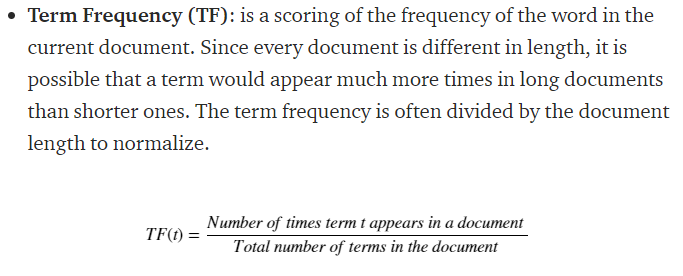 • Term Frequency (TF): is a scoring of the frequency of the word in the
current document. Since every document is different in length, it is
possible that a term would appear much more times in long documents
than shorter ones. The term frequency is often divided by the document
length to normalize.
TF(t) = Number of times term t appears in a document
Total number of terms in the document